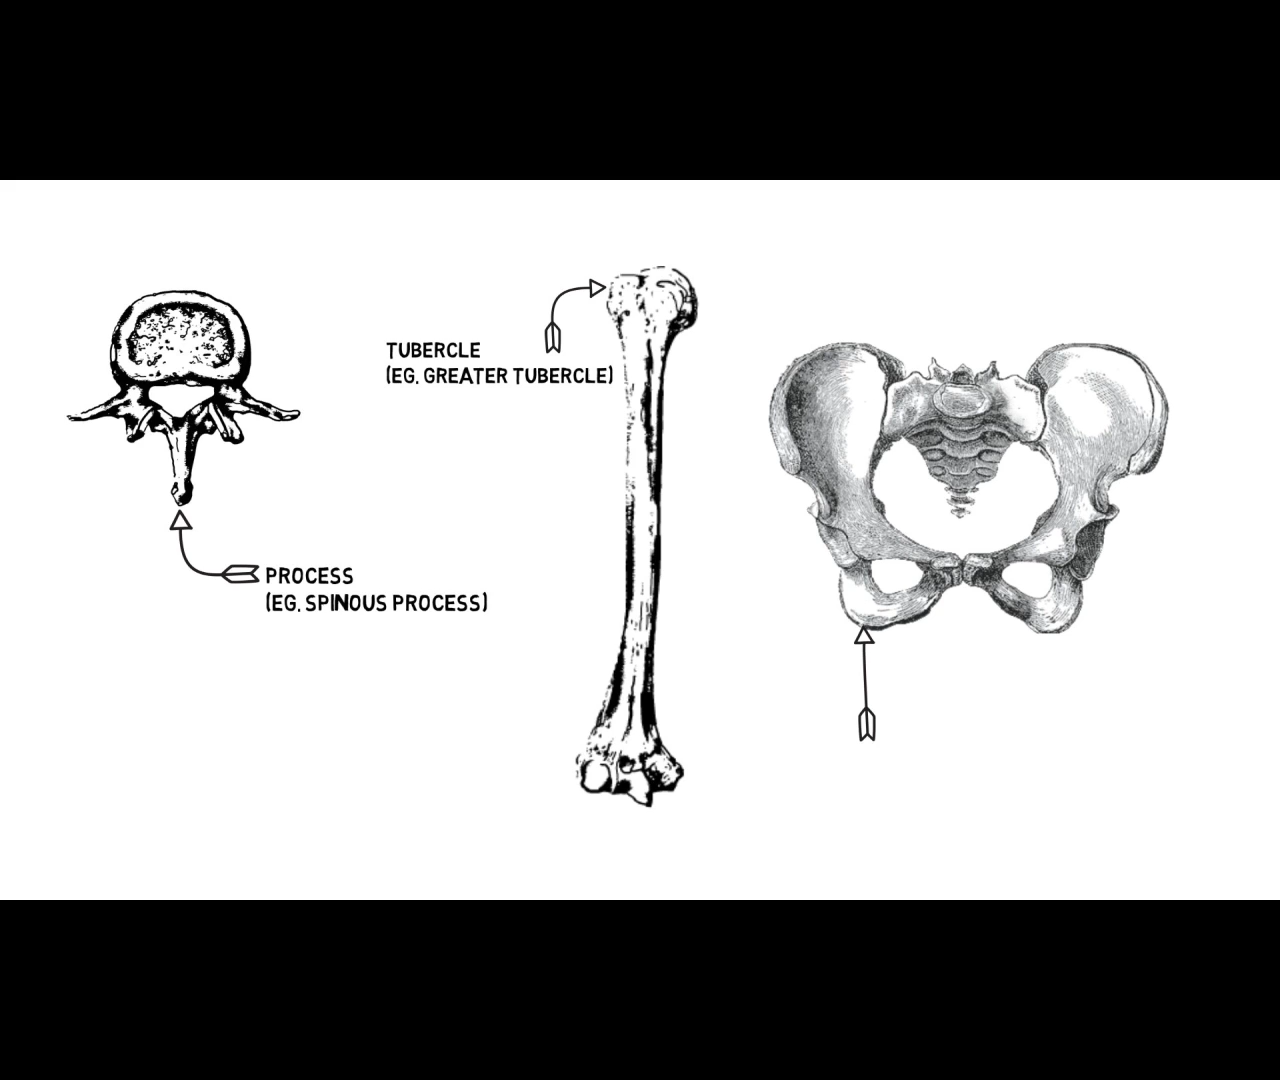 TUBERCLE
(EG. GREATER TUBERCLE)
PROCESS
(EG. SPINOUS PROCESS)